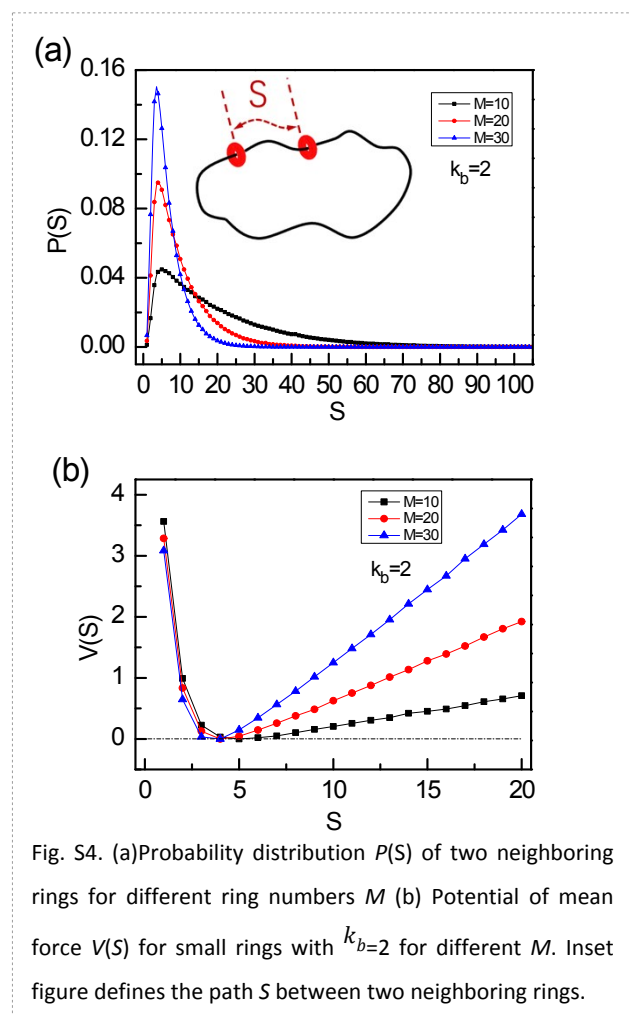 (a)
0.16
0.12
0.08
0.04
0.00
P(S)
S
M=10
M=20
M=30
k_b=2
0 10 20 30 40 50 60 70 80 90 100
S
(b)
4
3
2
1
0
V(S)
M=10
M=20
M=30
k_b=2
0 5 10 15 20
S
Fig. S4. (a)Probability distribution P(S) of two neighboring
rings for different ring numbers M (b) Potential of mean
force V(S) for small rings with k_b=2 for different M. Inset
figure defines the path S between two neighboring rings.